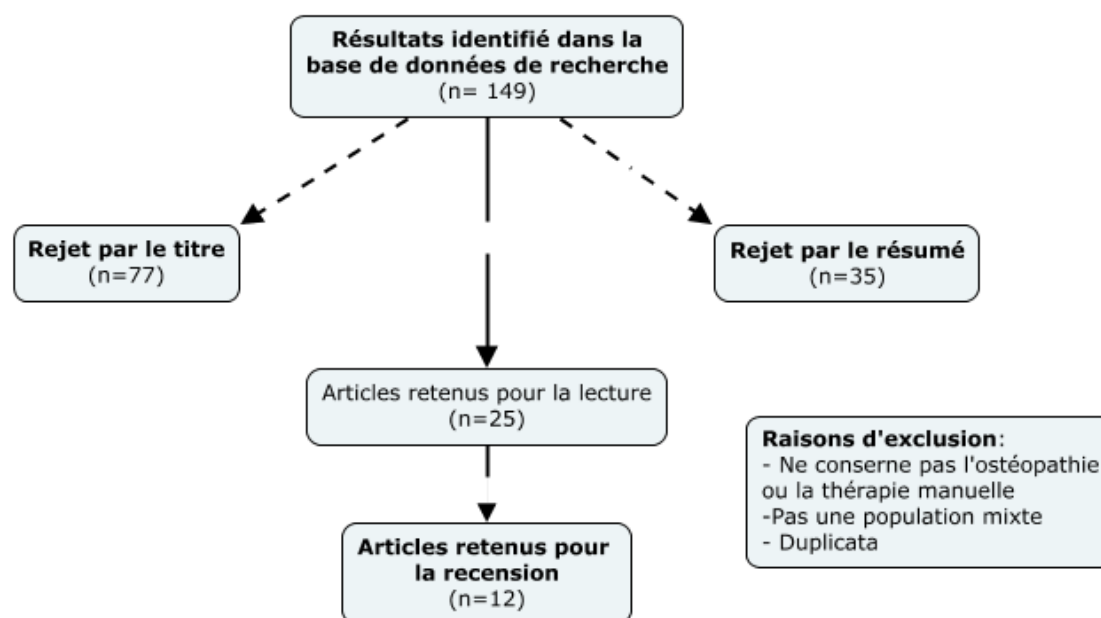 Résultats identifié dans la
base de données de recherche
(n= 149)
Rejet par le titre
(n=77)
Rejet par le résumé
(n=35)
Articles retenus pour la lecture
(n=25)
Raisons d'exclusion:
- Ne conserne pas l'ostéopathie
ou la thérapie manuelle
-Pas une population mixte
- Duplicata
Articles retenus pour
la recension
(n=12)